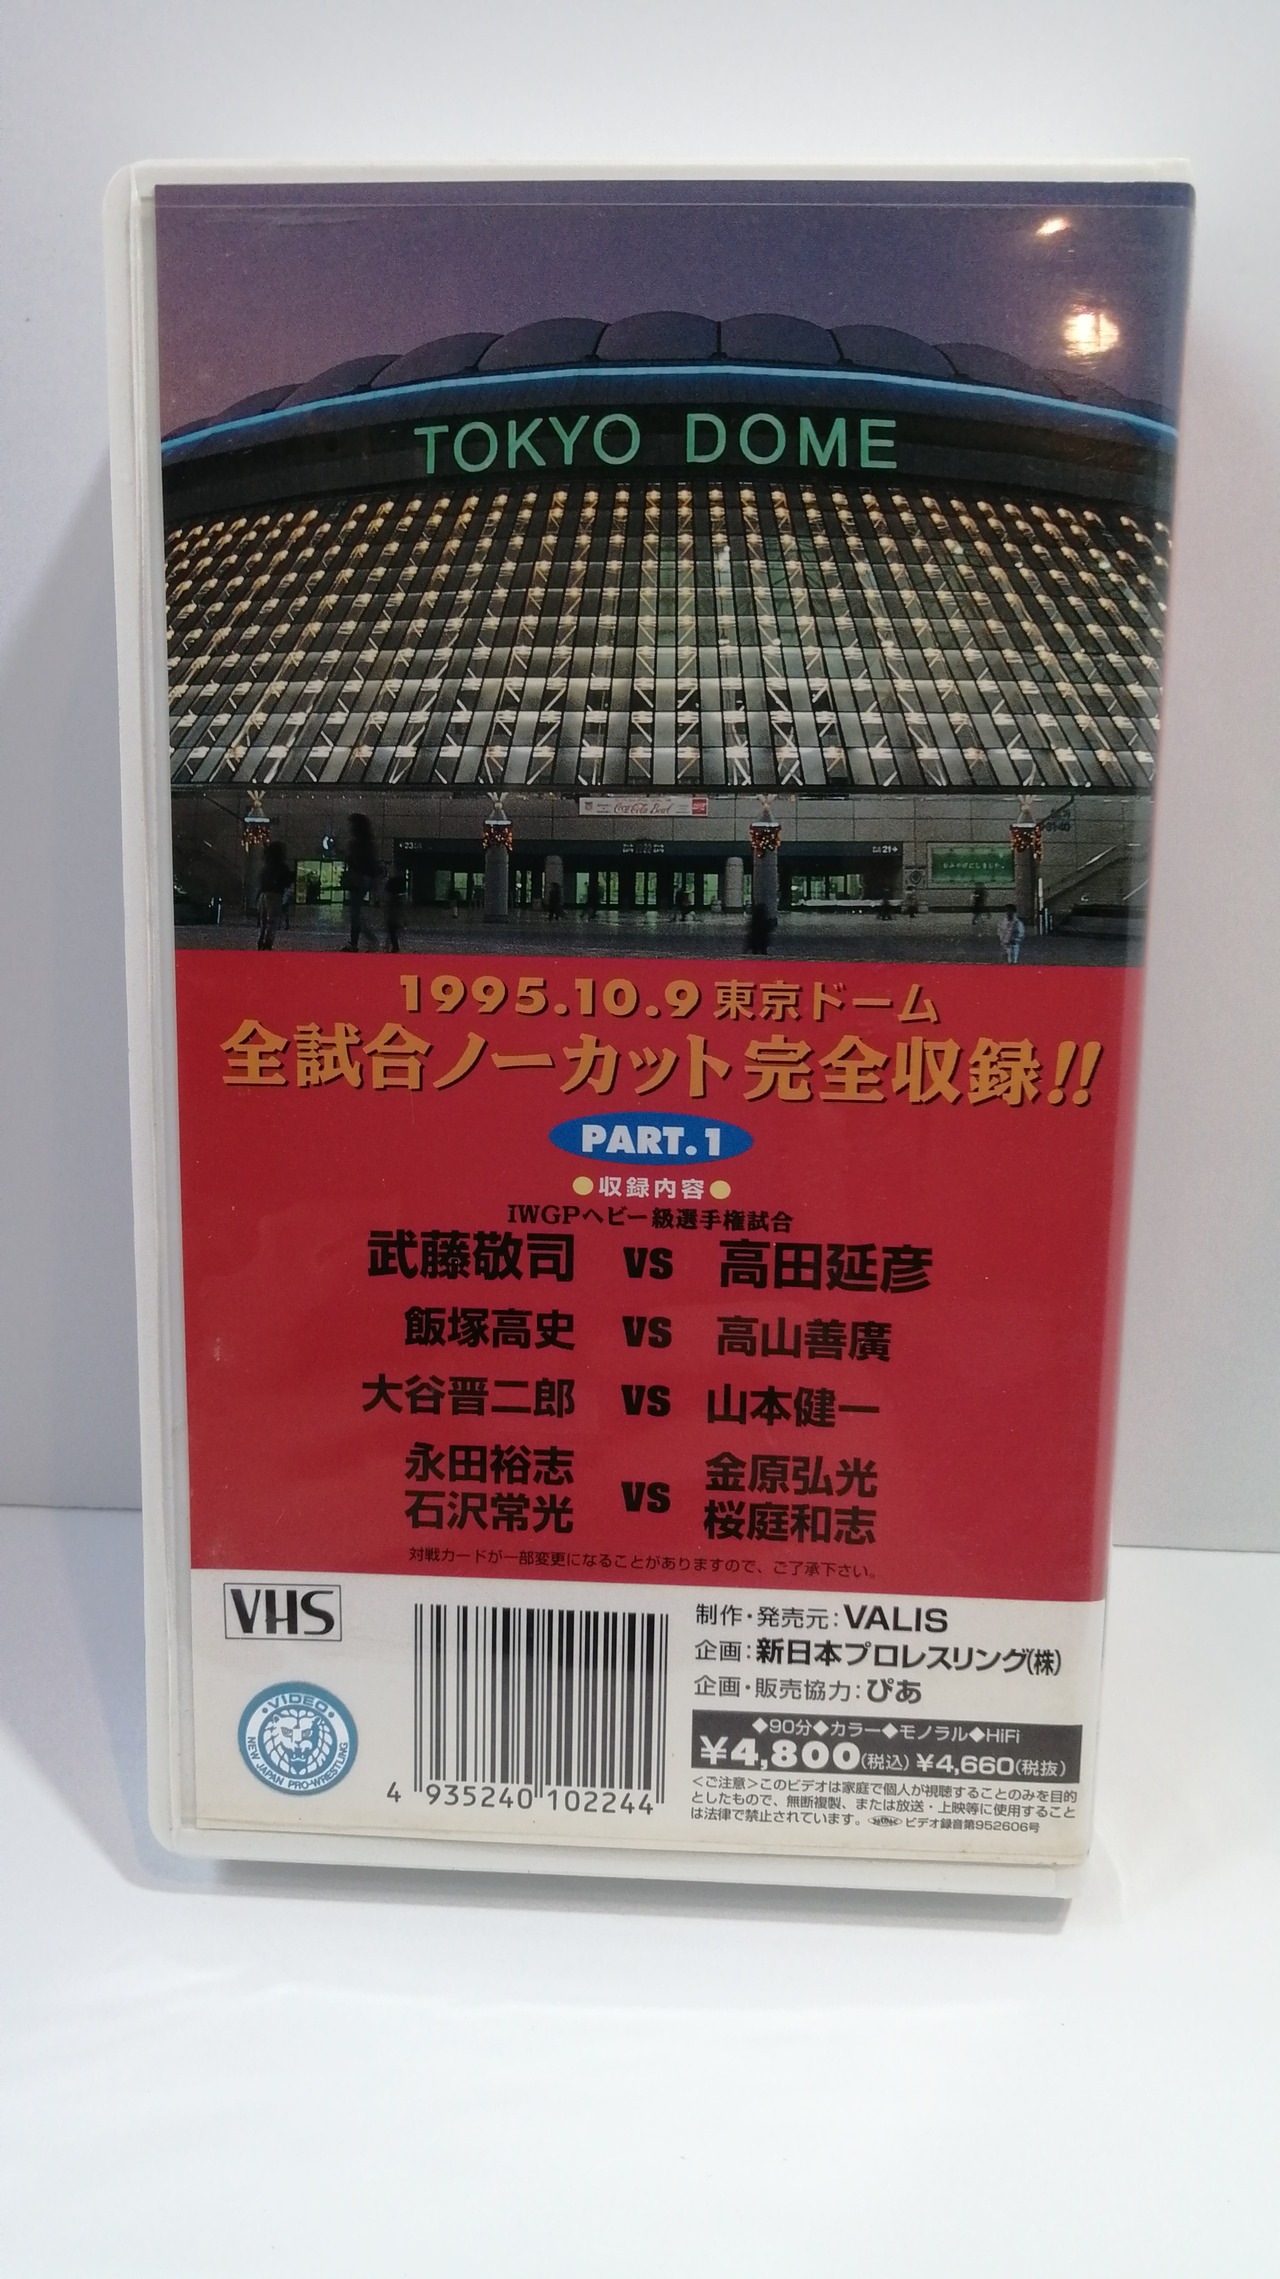 TOKYO DOME
Coca-Cola Bowl
1995.10.9 東京ドーム
全試合ノーカット完全収録!!
PART.1
●収録内容●
IWGPヘビー級選手権試合
武藤敬司 VS 高田延彦
飯塚高史 VS 高山善廣
大谷晋二郎 VS 山本健一
永田裕志 石沢常光 VS 金原弘光 桜庭和志
対戦カードが一部変更になることがありますので、ご了承下さい。
VHS
VIDEO
NEW JAPAN PRO-WRESTLING
4 935240 102244
制作・発売元:VALIS
企画:新日本プロレスリング(株)
企画・販売協力:ぴあ
◆90分◆カラー◆モノラル◆HiFi
¥4,800(税込) ¥4,660(税抜)
<ご注意>このビデオは家庭で個人が視聴することのみを目的
としたもので、無断複製、または放送・上映等に使用すること
は法律で禁止されています。 ビデオ録音第952606号